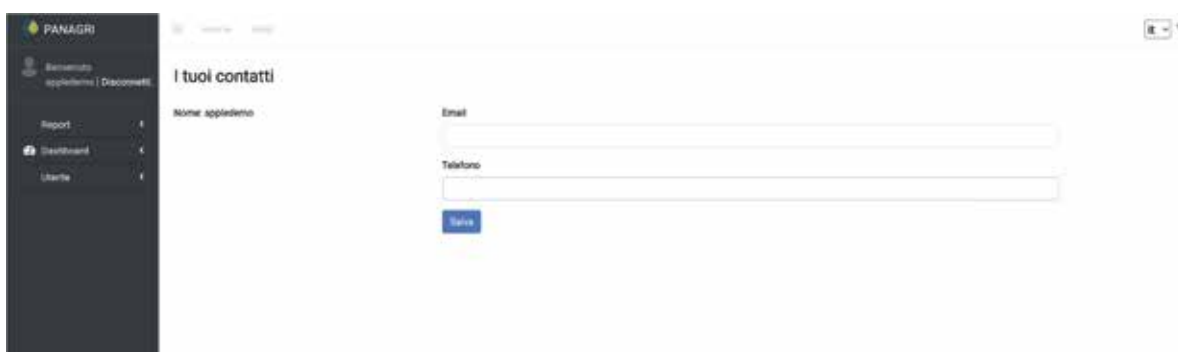 PANAGRI
it
Benvenuto
appledemo | Disconnetti
I tuoi contatti
Nome: appledemo
Email
Report
Dashboard
Telefono
Utente
Salva